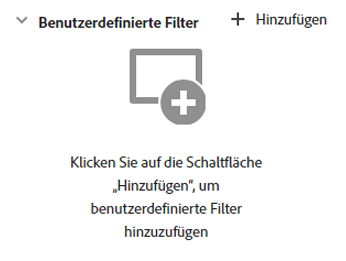 Benutzerdefinierte Filter + Hinzufügen
Klicken Sie auf die Schaltfläche
„Hinzufügen“, um
benutzerdefinierte Filter
hinzuzufügen